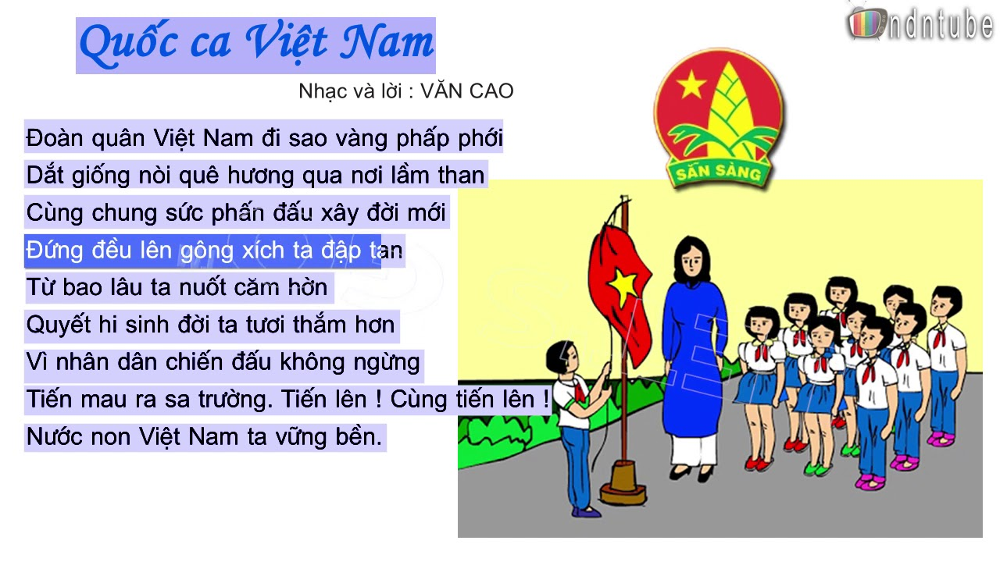 Quốc ca Việt Nam
ndntube
Nhạc và lời : VĂN CAO
Đoàn quân Việt Nam đi sao vàng phấp phới
Dắt giống nòi quê hương qua nơi lầm than
Cùng chung sức phấn đấu xây đời mới
Đứng đều lên gông xích ta đập tan
Từ bao lâu ta nuốt căm hờn
Quyết hi sinh đời ta tươi thắm hơn
Vì nhân dân chiến đấu không ngừng
Tiến mau ra sa trường. Tiến lên ! Cùng tiến lên !
Nước non Việt Nam ta vững bền.
SẴN SÀNG